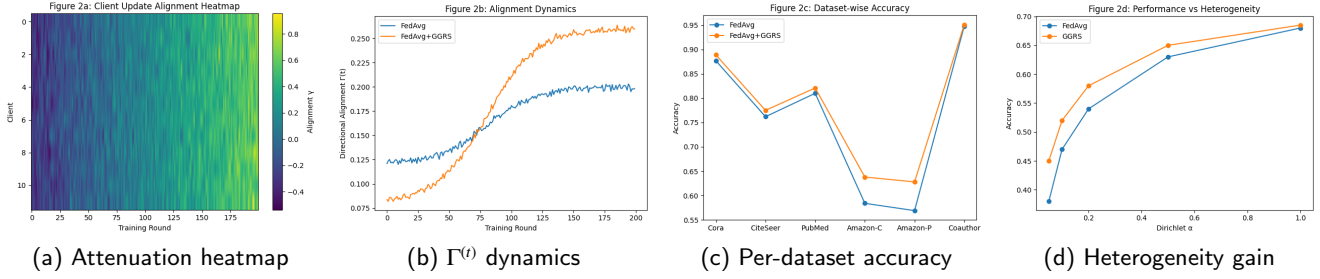 Figure 2a: Client Update Alignment Heatmap
0
2
4
6
8
10
Client
0 25 50 75 100 125 150 175
Training Round
0.8
0.6
0.4
0.2
0.0
−0.2
−0.4
Alignment γ
(a) Attenuation heatmap
Figure 2b: Alignment Dynamics
FedAvg
FedAvg+GGRS
0.250
0.225
0.200
0.175
0.150
0.125
0.100
0.075
Directional Alignment Γ(t)
0 25 50 75 100 125 150 175 200
Training Round
(b) Γ(t) dynamics
Figure 2c: Dataset-wise Accuracy
FedAvg
FedAvg+GGRS
0.95
0.90
0.85
0.80
0.75
0.70
0.65
0.60
0.55
Accuracy
Cora CiteSeer PubMed Amazon-C Amazon-P Coauthor
(c) Per-dataset accuracy
Figure 2d: Performance vs Heterogeneity
FedAvg
GGRS
0.70
0.65
0.60
0.55
0.50
0.45
0.40
Accuracy
0.2 0.4 0.6 0.8 1.0
Dirichlet α
(d) Heterogeneity gain